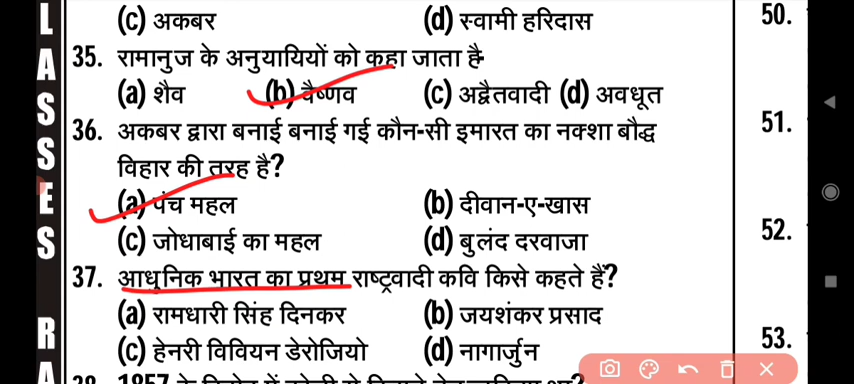 (c) अकबर (d) स्वामी हरिदास
35. रामानुज के अनुयायियों को कहा जाता है-
(a) शैव (b) वैष्णव (c) अद्वैतवादी (d) अवधूत
36. अकबर द्वारा बनाई बनाई गई कौन-सी इमारत का नक्शा बौद्ध
विहार की तरह है?
(a) पंच महल (b) दीवान-ए-खास
(c) जोधाबाई का महल (d) बुलंद दरवाजा
37. आधुनिक भारत का प्रथम राष्ट्रवादी कवि किसे कहते हैं?
(a) रामधारी सिंह दिनकर (b) जयशंकर प्रसाद
(c) हेनरी विवियन डेरोजियो (d) नागार्जुन
50.
51.
52.
53.
L
A
S
S
E
S
R
A